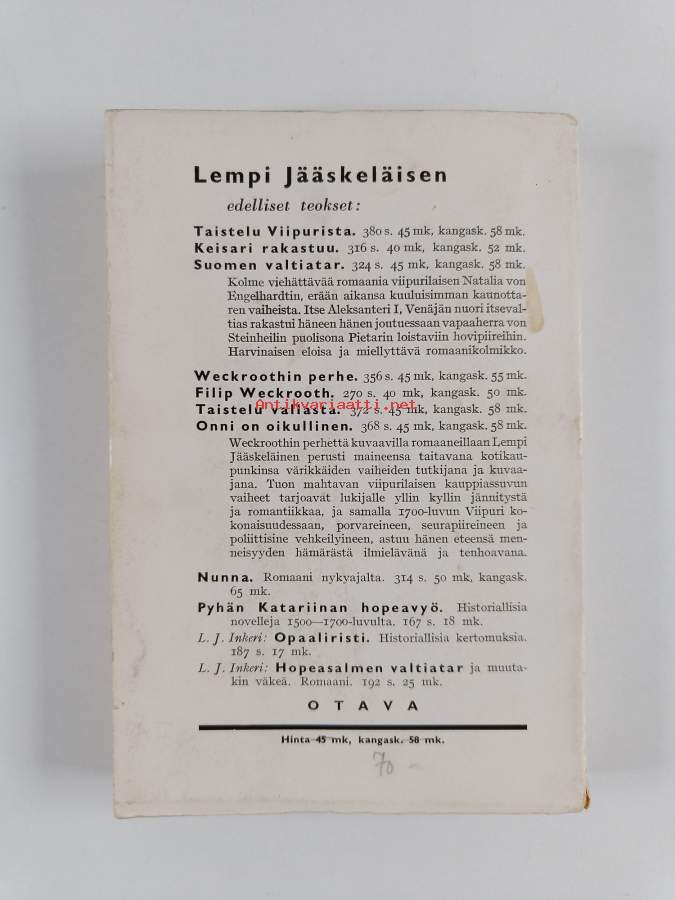 Lempi Jääskeläisen
edelliset teokset:
Taistelu Viipurista. 380 s. 45 mk, kangask. 58 mk.
Keisari rakastuu. 316 s. 40 mk, kangask. 52 mk.
Suomen valtiatar. 324 s. 45 mk, kangask. 58 mk.
Kolme viehättävää romaania viipurilaisen Natalia von
Engelhardtin, erään aikansa kuuluisimman kaunotta-
ren vaiheista. Itse Aleksanteri I, Venäjän nuori itseval-
tias rakastui häneen hänen joutuessaan vapaaherra von
Steinheilin puolisona Pietarin loistaviin hovipiireihin.
Harvinaisen eloisa ja miellyttävä romaanikolmikko.
Weckroothin perhe. 356 s. 45 mk, kangask. 55 mk.
Filip Weckrooth. 270 s. 40 mk, kangask. 50 mk.
Antikvariaatti.net
Taistelu vallasta. 372 s. 45 mk, kangask. 58 mk.
Onni on oikullinen. 368 s. 45 mk, kangask. 58 mk.
Weckroothin perhettä kuvaavilla romaaneillaan Lempi
Jääskeläinen perusti maineensa taitavana kotikau-
punkinsa värikkäiden vaiheiden tutkijana ja kuvaa-
jana. Tuon mahtavan viipurilaisen kauppiassuvun
vaiheet tarjoavat lukijalle yllin kyllin jännitystä
ja romantiikkaa, ja samalla 1700-luvun Viipuri ko-
konaisuudessaan, porvareineen, seurapiireineen ja
poliittisine vehkeilyineen, astuu hänen eteensä men-
neisyyden hämärästä ilmielävänä ja tenhoavana.
Nunna. Romaani nykyajalta. 314 s. 50 mk, kangask.
65 mk.
Pyhän Katariinan hopeavyö. Historiallisia
novelleja 1500—1700-luvulta. 167 s. 18 mk.
L. J. Inkeri: Opaaliristi. Historiallisia kertomuksia.
187 s. 17 mk.
L. J. Inkeri: Hopeasalmen valtiatar ja muuta-
kin väkeä. Romaani. 192 s. 25 mk.
OTAVA
Hinta 45 mk, kangask. 58 mk.
70 –